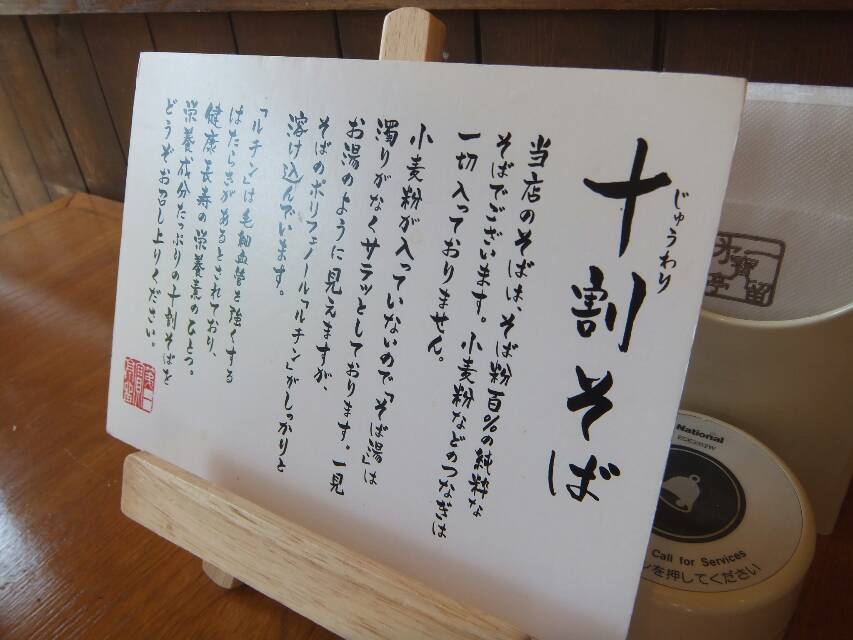 十割そば
じゅうわり
当店のそばは、そば粉百%の純粋な
そばでございます。小麦粉などのつなぎは
一切入っておりません。
小麦粉が入っていないので「そば湯」は
濁りがなくサラッとしております。一見
お湯のように見えますが、
そばのポリフェノール「ルチン」がしっかりと
溶け込んでいます。
「ルチン」は毛細血管を強くする
はたらきがあるとされており、
健康長寿の栄養素のひとつ。
栄養成分たっぷりの十割そばを
どうぞお召し上りください。
National
Call for Services
ンを押してください